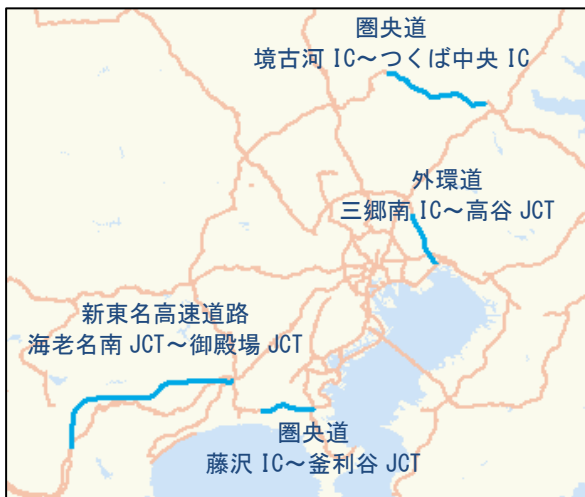 圏央道
境古河 IC～つくば中央 IC
外環道
三郷南 IC～高谷 JCT
新東名高速道路
海老名南 JCT～御殿場 JCT
圏央道
藤沢 IC～釜利谷 JCT